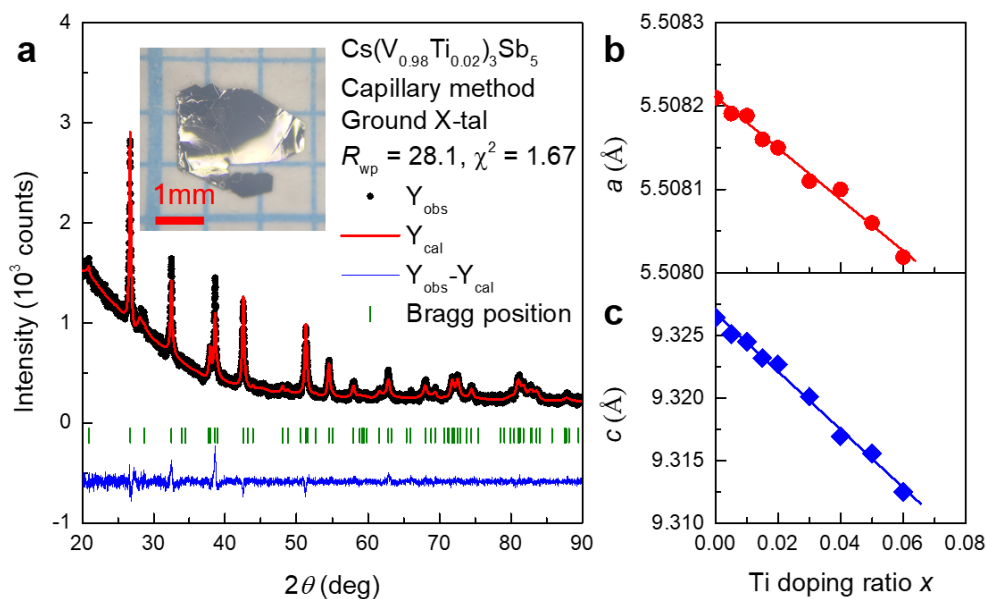 a
Cs(V0.98Ti0.02)3Sb5
Capillary method
Ground X-tal
Rwp = 28.1, χ2 = 1.67
Yobs
Ycal
Yobs-Ycal
Bragg position
1mm
Intensity (10^3 counts)
4
3
2
1
0
-1
20 30 40 50 60 70 80 90
2θ (deg)
b
a (Å)
5.5083
5.5082
5.5081
5.5080
c
c (Å)
9.325
9.320
9.315
9.310
0.00 0.02 0.04 0.06 0.08
Ti doping ratio x